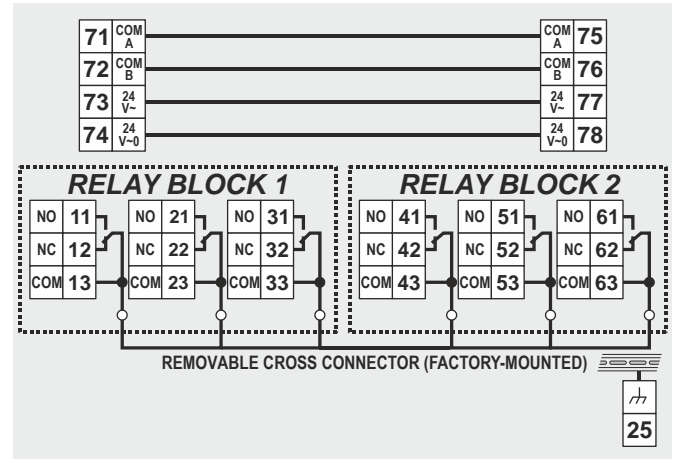 71 COM A COM A 75
72 COM B COM B 76
73 24 V~ 24 V~ 77
74 24 V~0 24 V~0 78
RELAY BLOCK 1 RELAY BLOCK 2
NO 11 NO 21 NO 31 NO 41 NO 51 NO 61
NC 12 NC 22 NC 32 NC 42 NC 52 NC 62
COM 13 COM 23 COM 33 COM 43 COM 53 COM 63
REMOVABLE CROSS CONNECTOR (FACTORY-MOUNTED)
25